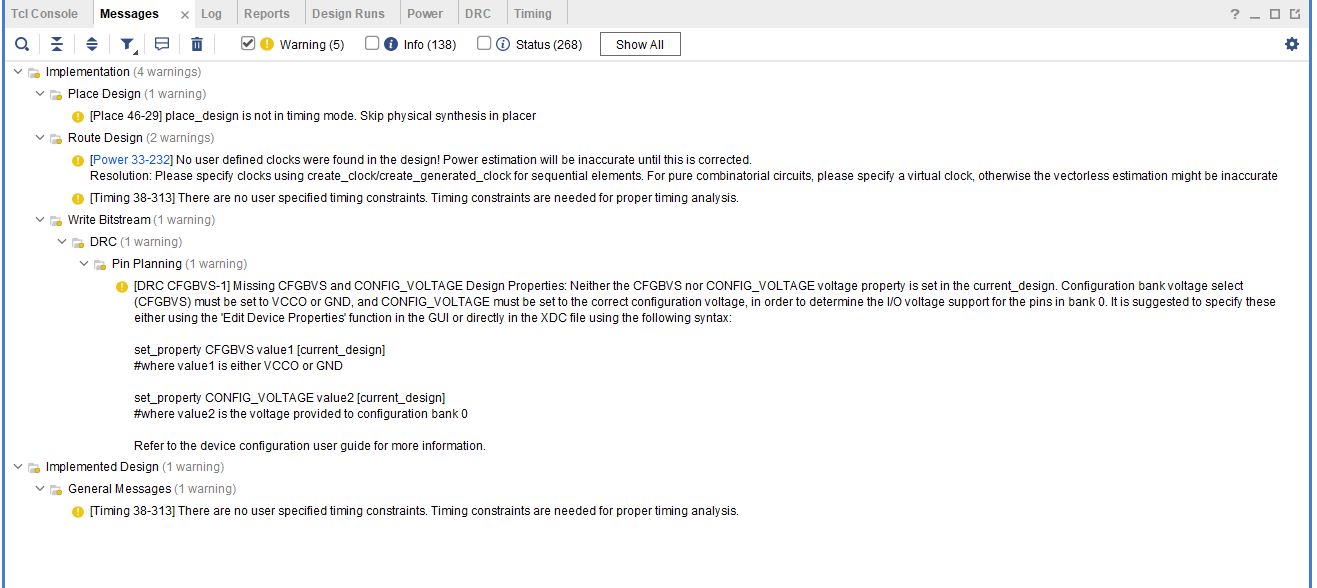 Tcl Console Messages × Log Reports Design Runs Power DRC Timing ?
Warning (5) Info (138) Status (268) Show All
Implementation (4 warnings)
Place Design (1 warning)
[Place 46-29] place_design is not in timing mode. Skip physical synthesis in placer
Route Design (2 warnings)
[Power 33-232] No user defined clocks were found in the design! Power estimation will be inaccurate until this is corrected.
Resolution: Please specify clocks using create_clock/create_generated_clock for sequential elements. For pure combinatorial circuits, please specify a virtual clock, otherwise the vectorless estimation might be inaccurate
[Timing 38-313] There are no user specified timing constraints. Timing constraints are needed for proper timing analysis.
Write Bitstream (1 warning)
DRC (1 warning)
Pin Planning (1 warning)
[DRC CFGBVS-1] Missing CFGBVS and CONFIG_VOLTAGE Design Properties: Neither the CFGBVS nor CONFIG_VOLTAGE voltage property is set in the current_design. Configuration bank voltage select
(CFGBVS) must be set to VCCO or GND, and CONFIG_VOLTAGE must be set to the correct configuration voltage, in order to determine the I/O voltage support for the pins in bank 0. It is suggested to specify these
either using the 'Edit Device Properties' function in the GUI or directly in the XDC file using the following syntax:
set_property CFGBVS value1 [current_design]
#where value1 is either VCCO or GND
set_property CONFIG_VOLTAGE value2 [current_design]
#where value2 is the voltage provided to configuration bank 0
Refer to the device configuration user guide for more information.
Implemented Design (1 warning)
General Messages (1 warning)
[Timing 38-313] There are no user specified timing constraints. Timing constraints are needed for proper timing analysis.